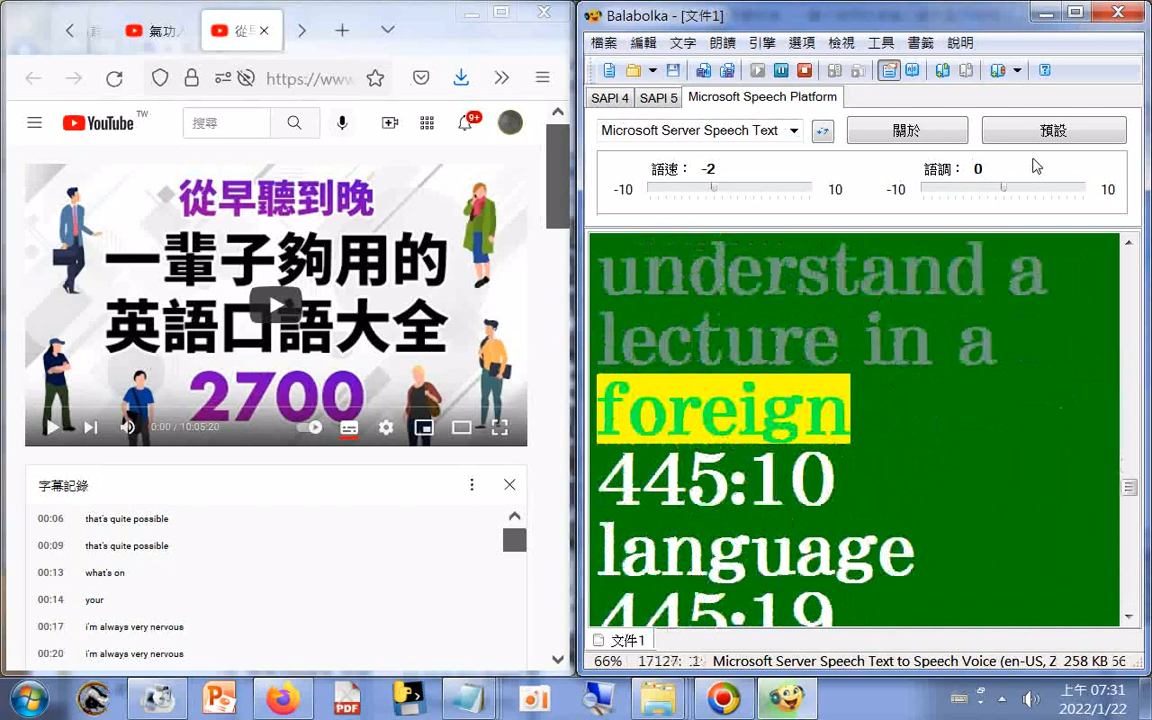 氣功
從
https://www
YouTube TW
搜尋
9+
從早聽到晚
一輩子夠用的
英語口語大全
2700
0:00 / 10:05:20
字幕記錄
00:06 that's quite possible
00:09 that's quite possible
00:13 what's on
00:14 your
00:17 i'm always very nervous
00:20 i'm always very nervous
Balabolka - [文件1]
檔案 編輯 文字 朗讀 引擎 選項 檢視 工具 書籤 說明
SAPI 4 SAPI 5 Microsoft Speech Platform
Microsoft Server Speech Text 關於 預設
語速： -2 語調： 0
-10 10 -10 10
understand a
lecture in a
foreign
445:10
language
445:19
文件1
66% 17127: 1 Microsoft Server Speech Text to Speech Voice (en-US, Z 258 KB 56
PDF
上午 07:31
2022/1/22